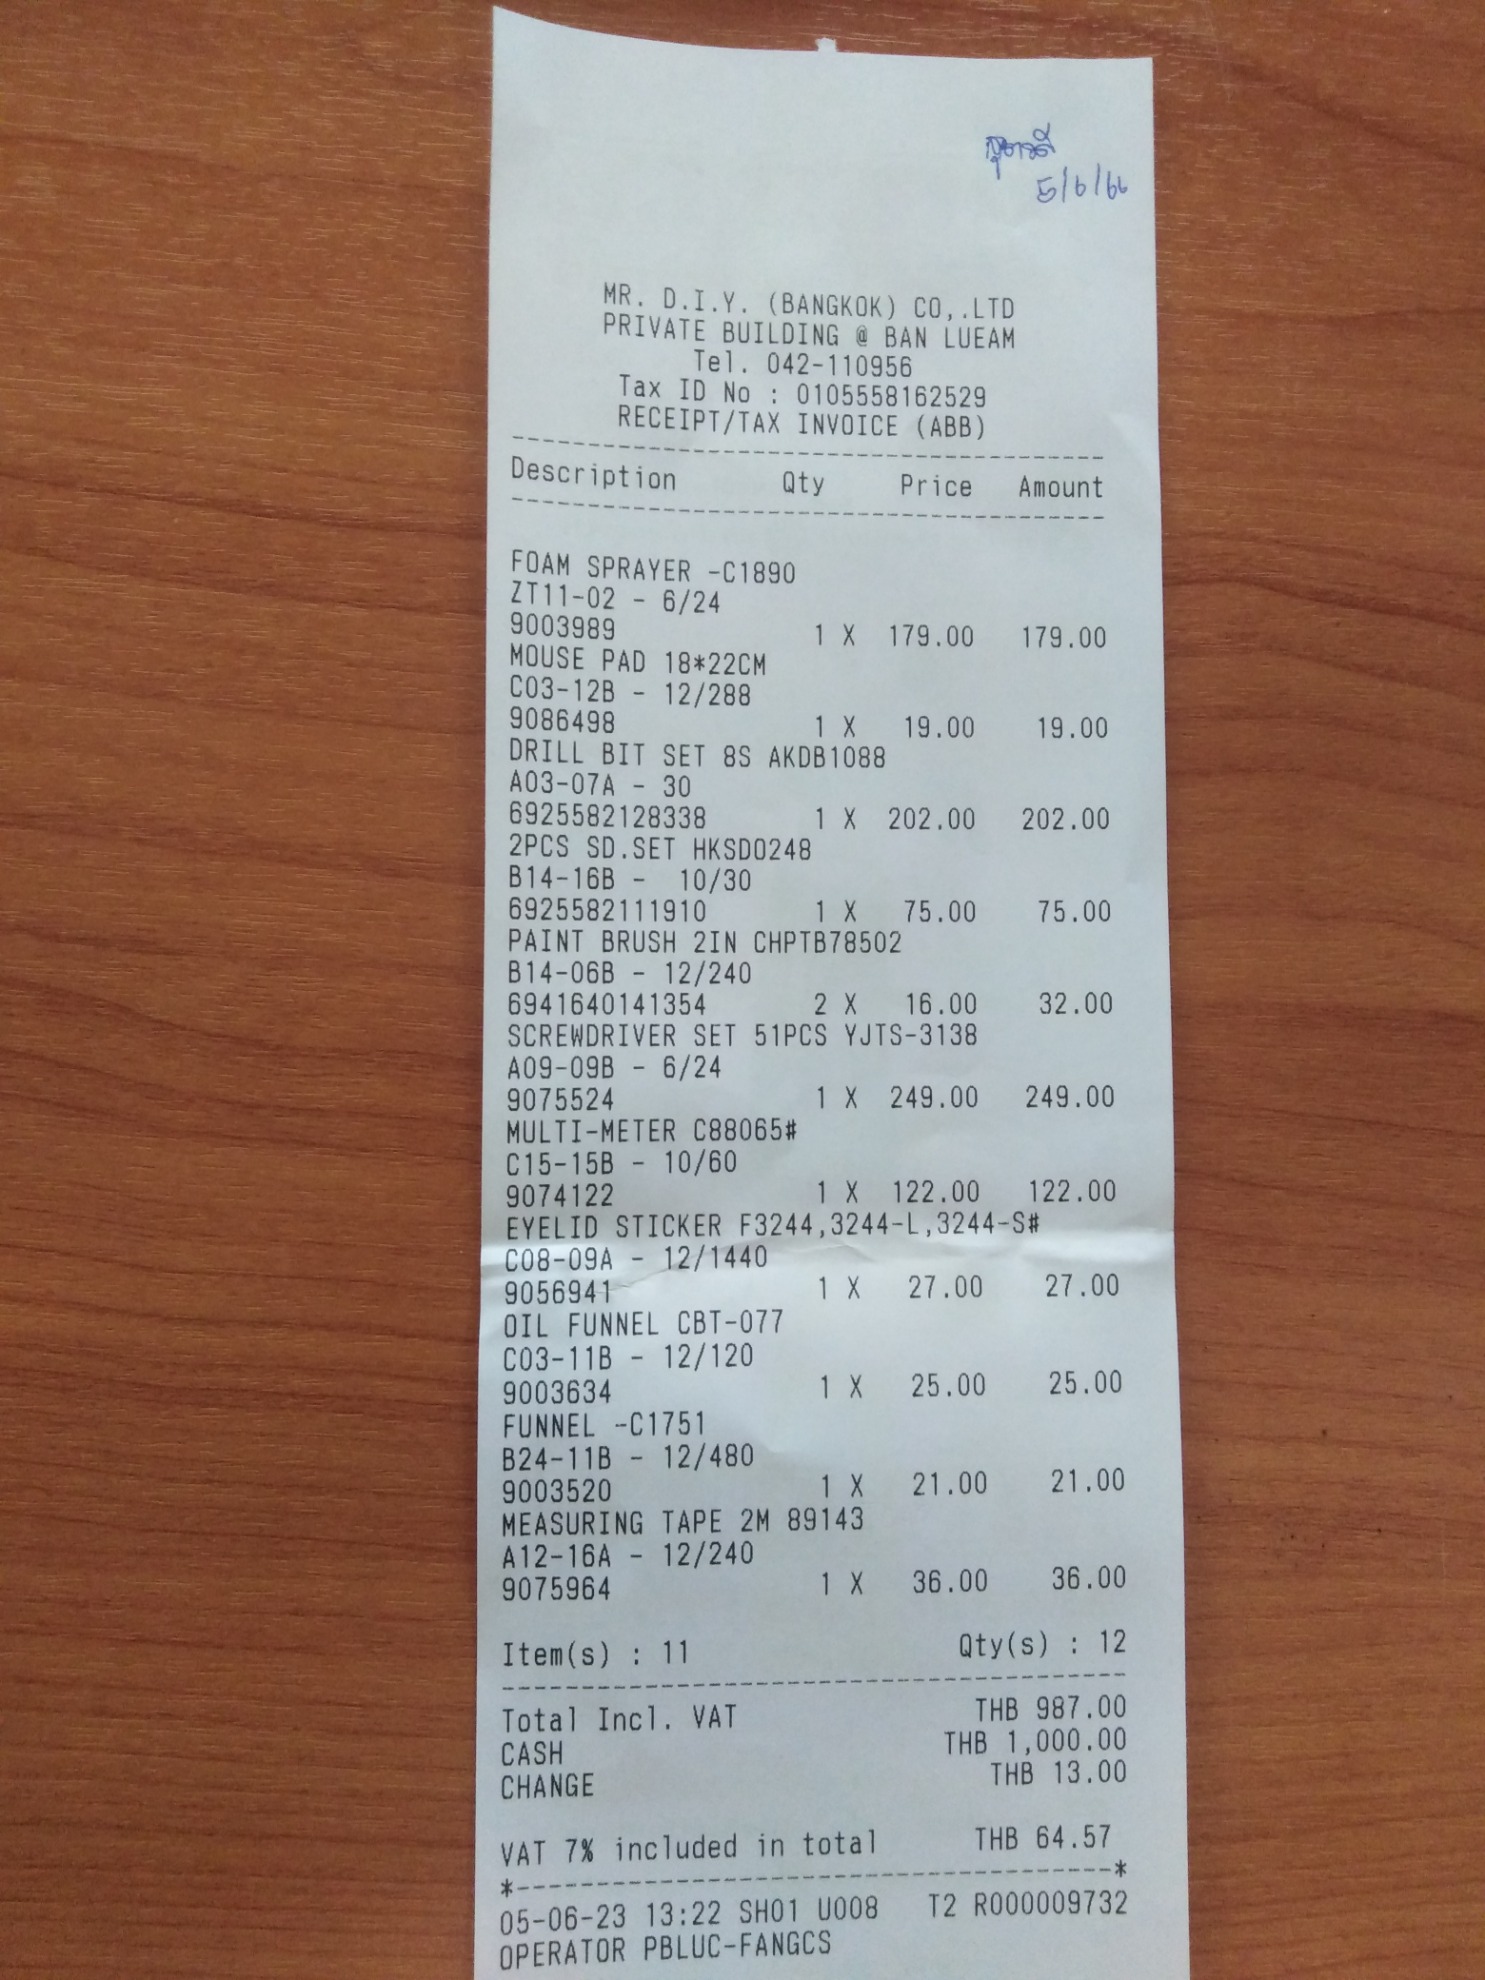 5/6/66
MR. D.I.Y. (BANGKOK) CO,.LTD
PRIVATE BUILDING @ BAN LUEAM
Tel. 042-110956
Tax ID No : 0105558162529
RECEIPT/TAX INVOICE (ABB)
Description Qty Price Amount
FOAM SPRAYER -C1890
ZT11-02 - 6/24
9003989 1 X 179.00 179.00
MOUSE PAD 18*22CM
C03-12B - 12/288
9086498 1 X 19.00 19.00
DRILL BIT SET 8S AKDB1088
A03-07A - 30
6925582128338 1 X 202.00 202.00
2PCS SD.SET HKSD0248
B14-16B - 10/30
6925582111910 1 X 75.00 75.00
PAINT BRUSH 2IN CHPTB78502
B14-06B - 12/240
6941640141354 2 X 16.00 32.00
SCREWDRIVER SET 51PCS YJTS-3138
A09-09B - 6/24
9075524 1 X 249.00 249.00
MULTI-METER C88065#
C15-15B - 10/60
9074122 1 X 122.00 122.00
EYELID STICKER F3244,3244-L,3244-S#
C08-09A - 12/1440
9056941 1 X 27.00 27.00
OIL FUNNEL CBT-077
C03-11B - 12/120
9003634 1 X 25.00 25.00
FUNNEL -C1751
B24-11B - 12/480
9003520 1 X 21.00 21.00
MEASURING TAPE 2M 89143
A12-16A - 12/240
9075964 1 X 36.00 36.00
Item(s) : 11 Qty(s) : 12
Total Incl. VAT THB 987.00
CASH THB 1,000.00
CHANGE THB 13.00
VAT 7% included in total THB 64.57
*---------------------------------------*
05-06-23 13:22 SH01 U008 T2 R000009732
OPERATOR PBLUC-FANGCS